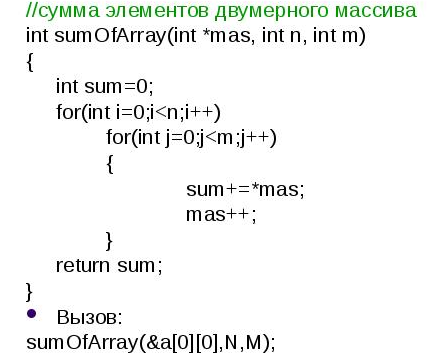 //сумма элементов двумерного массива
int sumOfArray(int *mas, int n, int m)
{
int sum=0;
for(int i=0;i<n;i++)
for(int j=0;j<m;j++)
{
sum+=*mas;
mas++;
}
return sum;
}
• Вызов:
sumOfArray(&a[0][0],N,M);